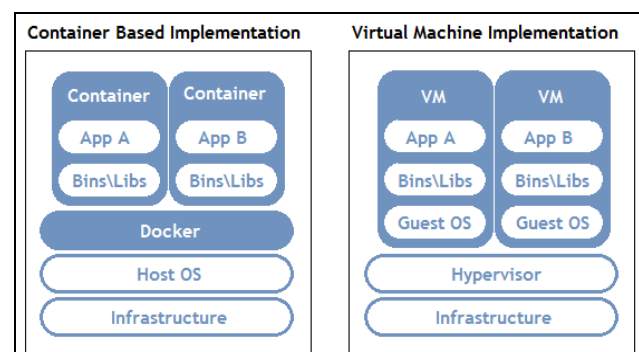 Container Based Implementation
Container
Container
App A
App B
Bins\Libs
Bins\Libs
Docker
Host OS
Infrastructure
Virtual Machine Implementation
VM
VM
App A
App B
Bins\Libs
Bins\Libs
Guest OS
Guest OS
Hypervisor
Infrastructure